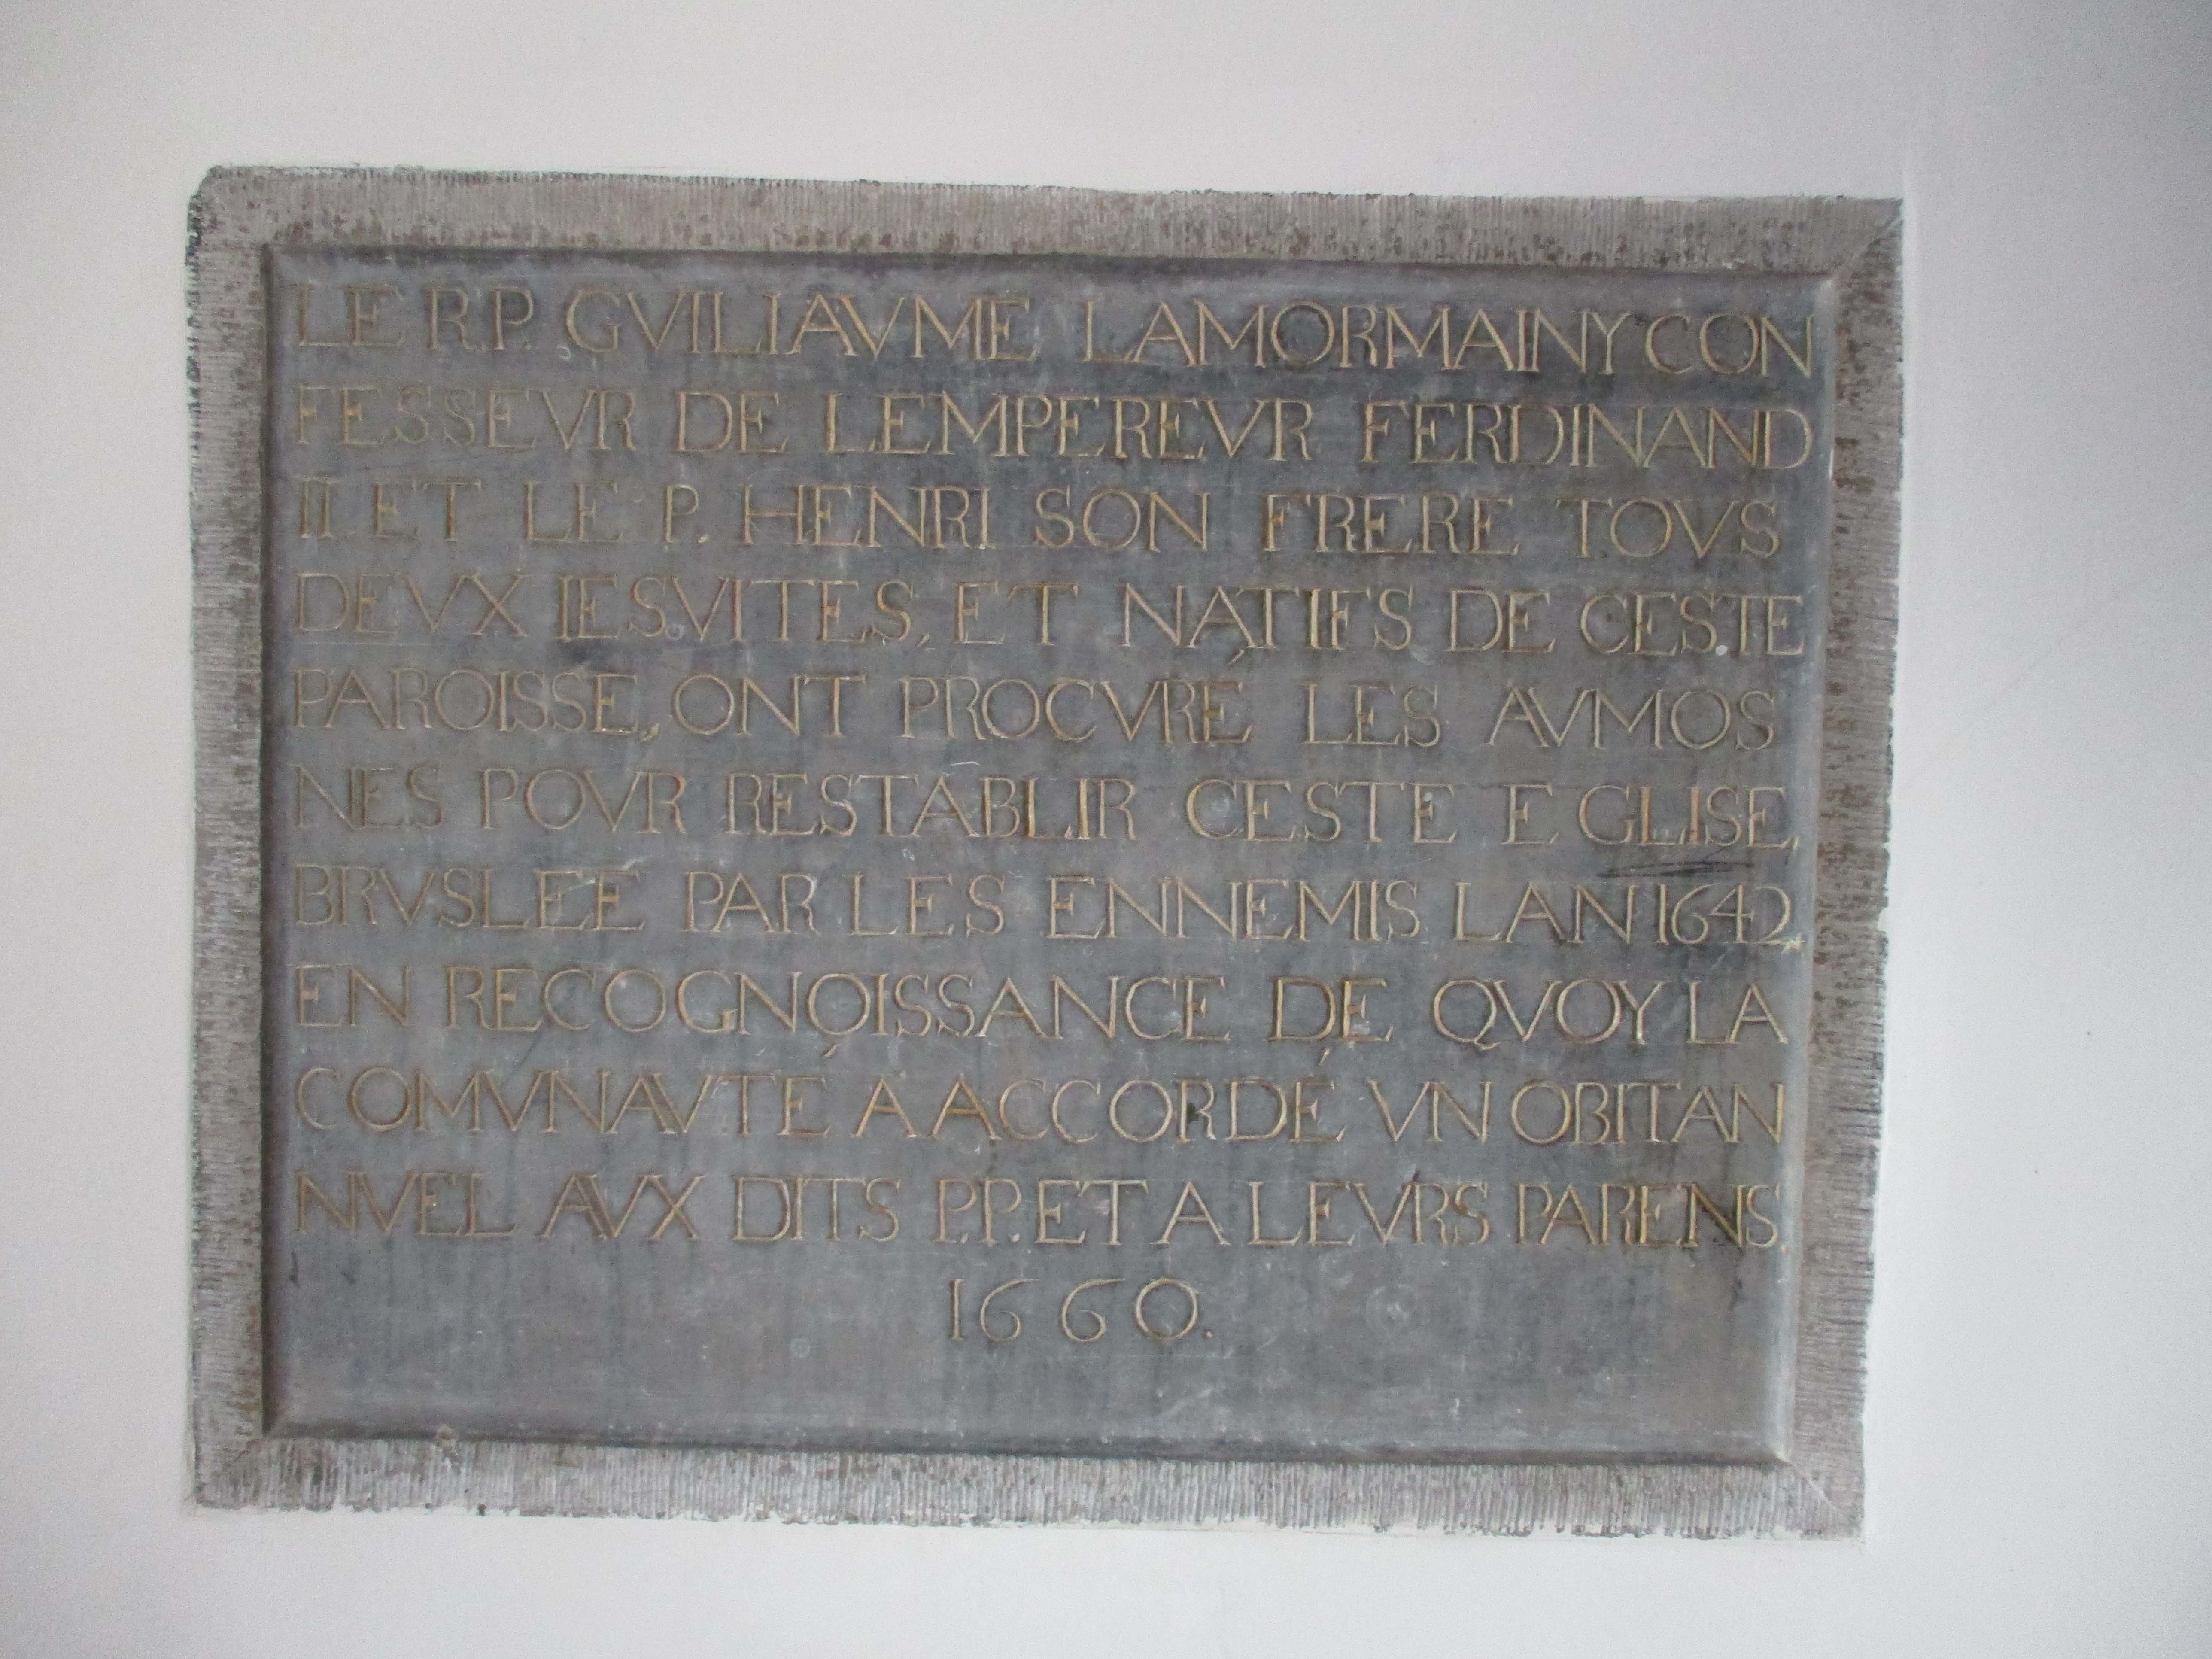 LE R.P. GVILIAVME LAMORMAINY CON
FESSEVR DE LEMPEREVR FERDINAND
II ET LE P. HENRI SON FRERE TOVS
DEVX IESVITES, ET NATIFS DE CESTE
PAROISSE, ONT PROCVRÉ LES AVMOS
NES POVR RESTABLIR CESTE EGLISE,
BRVSLEE PAR LES ENNEMIS LAN 1642
EN RECOGNOISSANCE DE QVOY LA
COMVNAVTÉ A ACCORDÉ VN OBIT AN
NVEL AVX DITS P.P. ET A LEVRS PARENS.
1660.